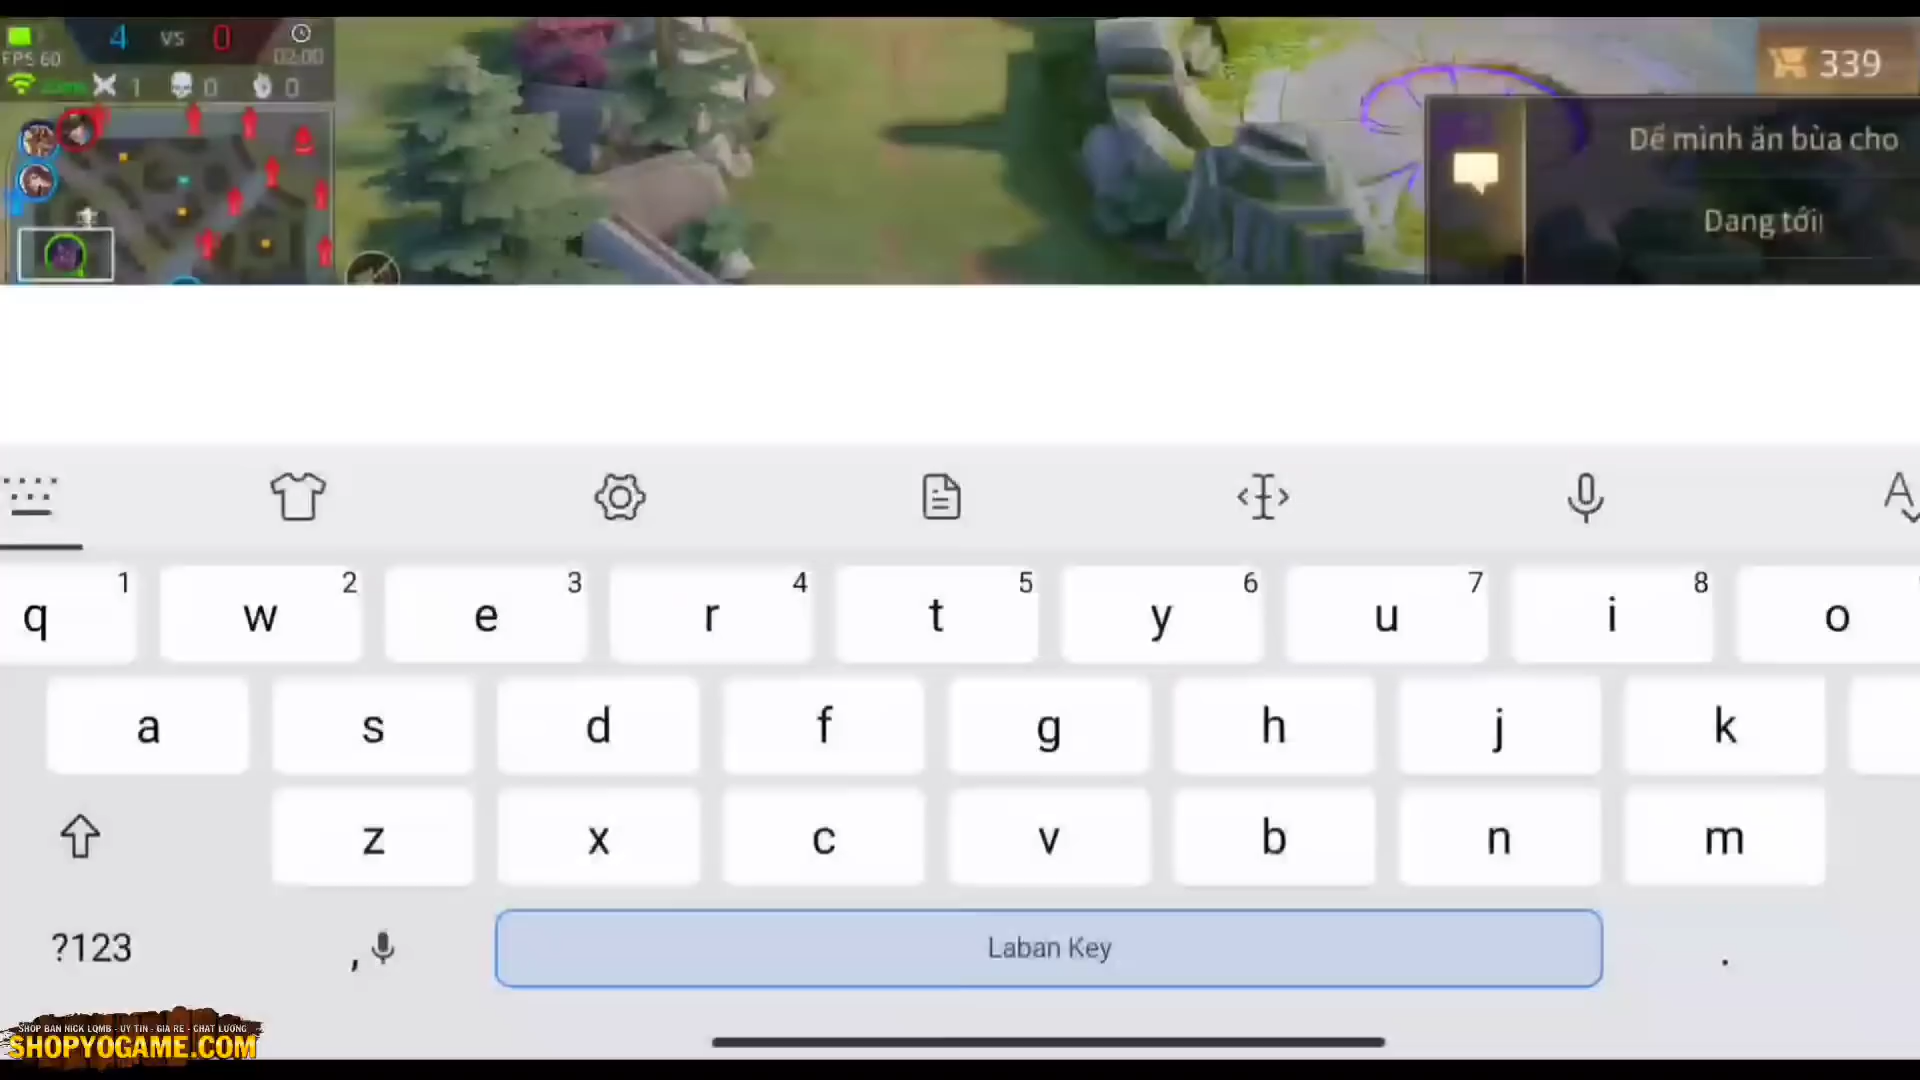 4 vs 0
FPS 60
02:00
1 0 0
339
Để mình ăn bùa cho
Đang tới!
q 1 w 2 e 3 r 4 t 5 y 6 u 7 i 8 o
a s d f g h j k
z x c v b n m
?123 , Laban Key .
SHOP BÁN NICK LQMB - UY TÍN - GIÁ RẺ - CHẤT LƯỢNG
SHOPYOGAME.COM